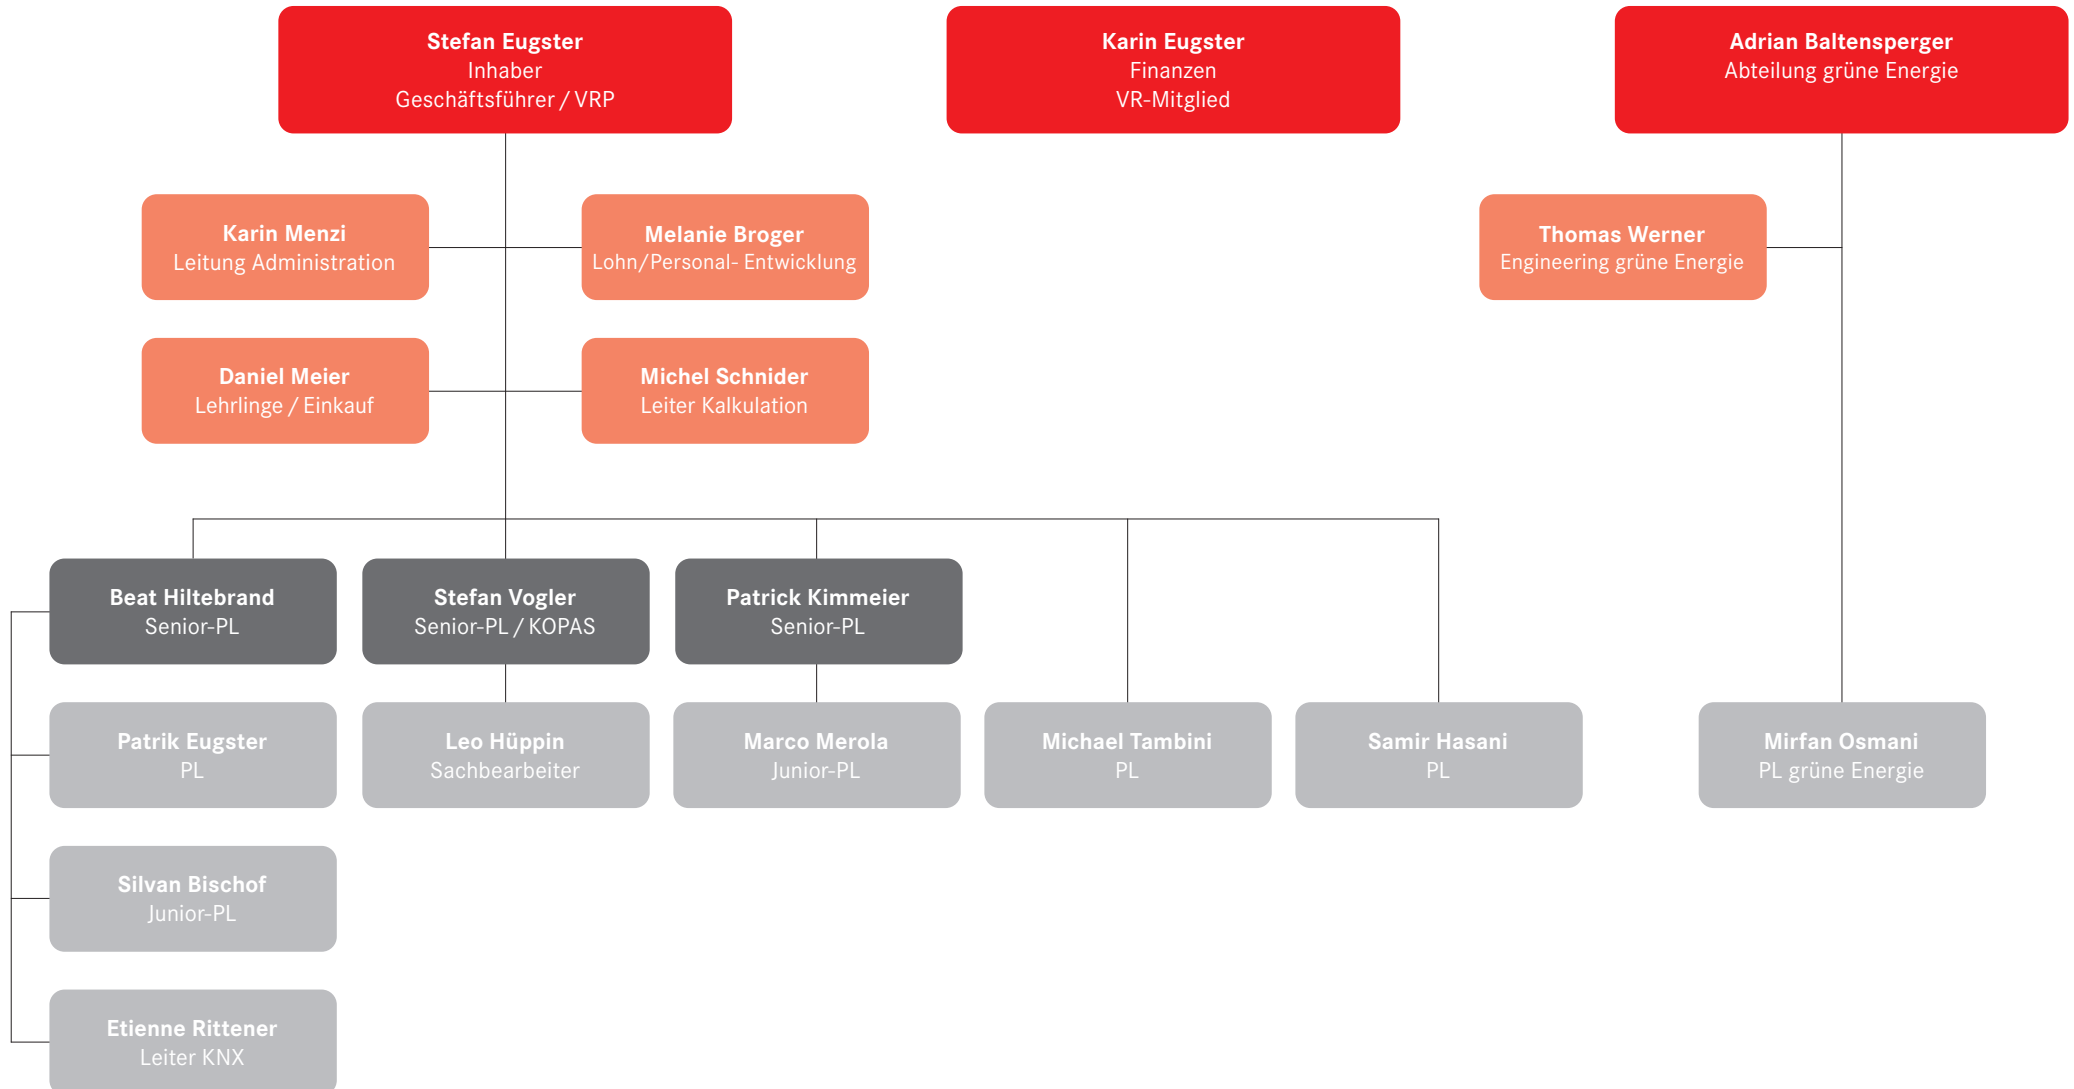 Stefan Eugster
Inhaber
Geschäftsführer / VRP
Karin Eugster
Finanzen
VR-Mitglied
Adrian Baltensperger
Abteilung grüne Energie
Karin Menzi
Leitung Administration
Melanie Broger
Lohn/Personal- Entwicklung
Thomas Werner
Engineering grüne Energie
Daniel Meier
Lehrlinge / Einkauf
Michel Schnider
Leiter Kalkulation
Beat Hiltebrand
Senior-PL
Stefan Vogler
Senior-PL / KOPAS
Patrick Kimmeier
Senior-PL
Patrik Eugster
PL
Leo Hüppin
Sachbearbeiter
Marco Merola
Junior-PL
Michael Tambini
PL
Samir Hasani
PL
Mirfan Osmani
PL grüne Energie
Silvan Bischof
Junior-PL
Etienne Rittener
Leiter KNX